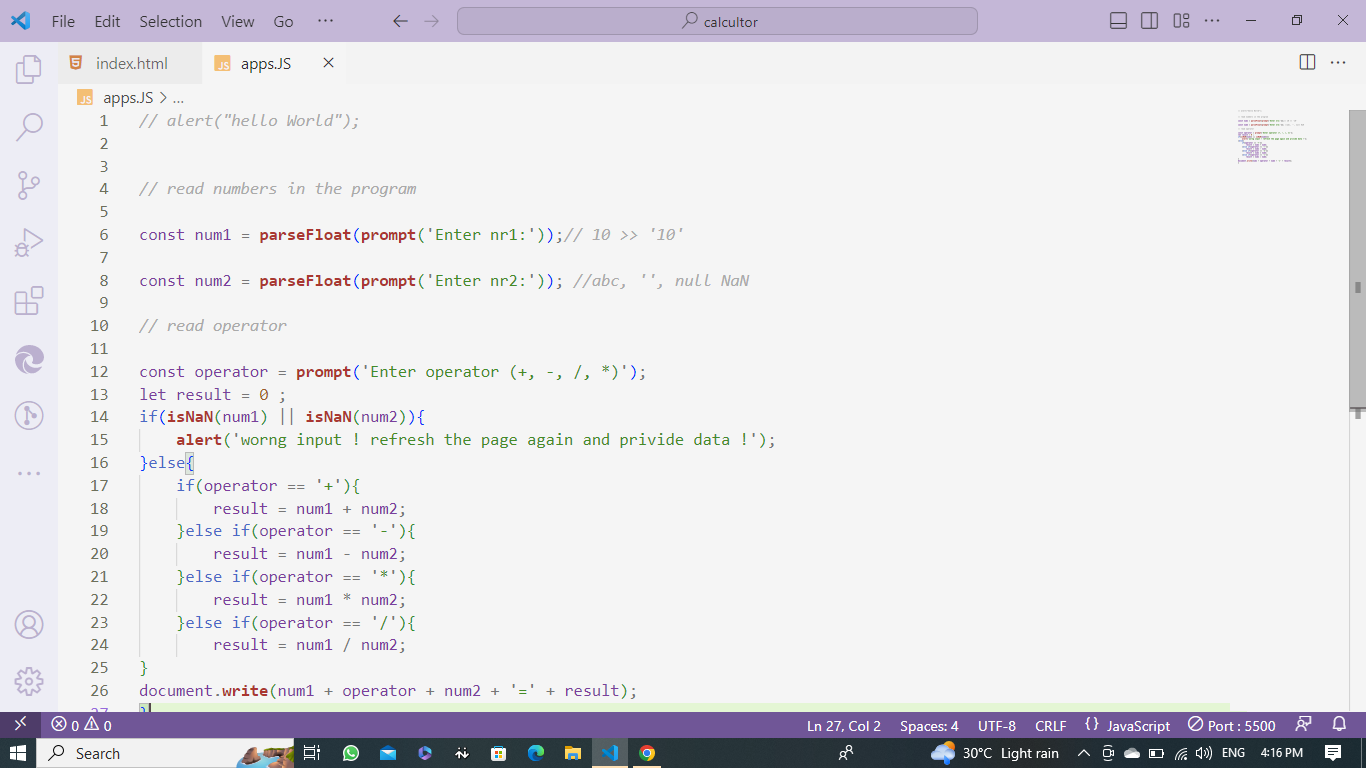 File Edit Selection View Go ... calcultor
index.html apps.JS
apps.JS > ...
1 // alert("hello World");
2
3
4 // read numbers in the program
5
6 const num1 = parseFloat(prompt('Enter nr1:'));// 10 >> '10'
7
8 const num2 = parseFloat(prompt('Enter nr2:')); //abc, '', null NaN
9
10 // read operator
11
12 const operator = prompt('Enter operator (+, -, /, *)');
13 let result = 0 ;
14 if(isNaN(num1) || isNaN(num2)){
15 alert('worng input ! refresh the page again and privide data !');
16 }else{
17 if(operator == '+'){
18 result = num1 + num2;
19 }else if(operator == '-'){
20 result = num1 - num2;
21 }else if(operator == '*'){
22 result = num1 * num2;
23 }else if(operator == '/'){
24 result = num1 / num2;
25 }
26 document.write(num1 + operator + num2 + '=' + result);
27 }
0 0 Ln 27, Col 2 Spaces: 4 UTF-8 CRLF {} JavaScript Port : 5500
Search 30°C Light rain ENG 4:16 PM